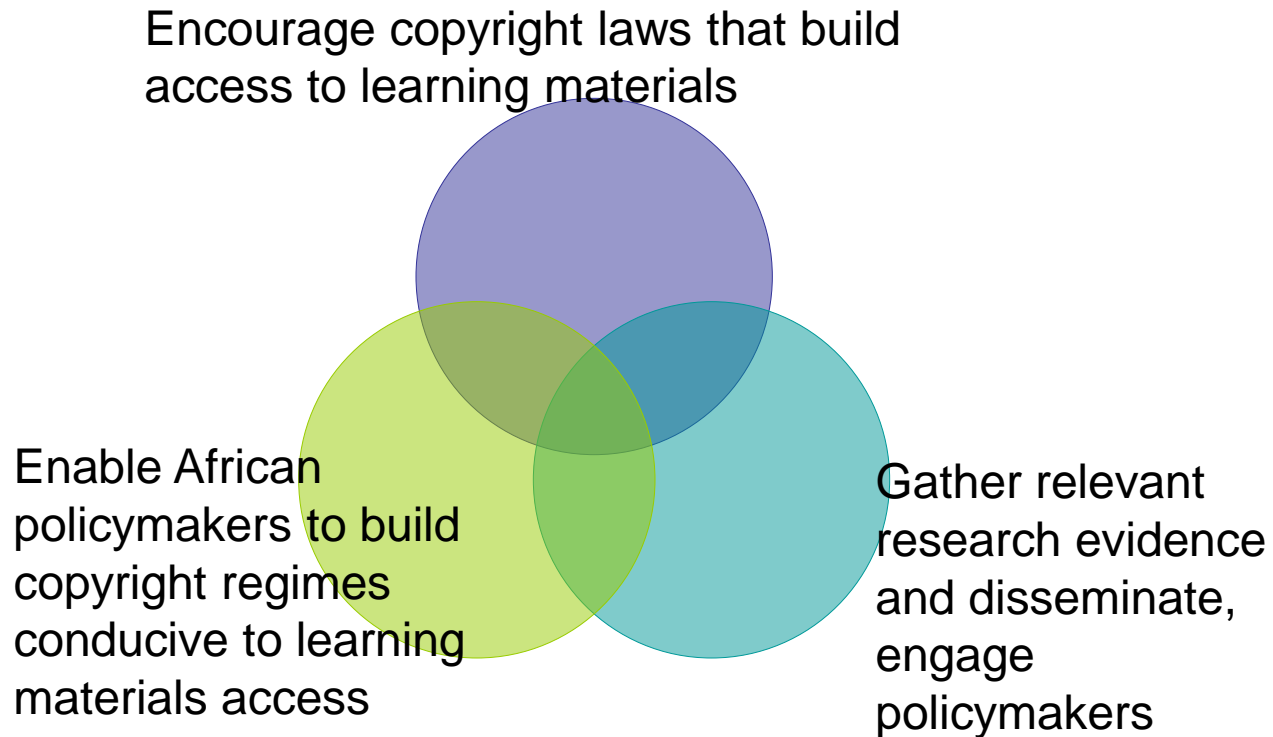 Encourage copyright laws that build
access to learning materials
Enable African
policymakers to build
copyright regimes
conducive to learning
materials access
Gather relevant
research evidence
and disseminate,
engage
policymakers